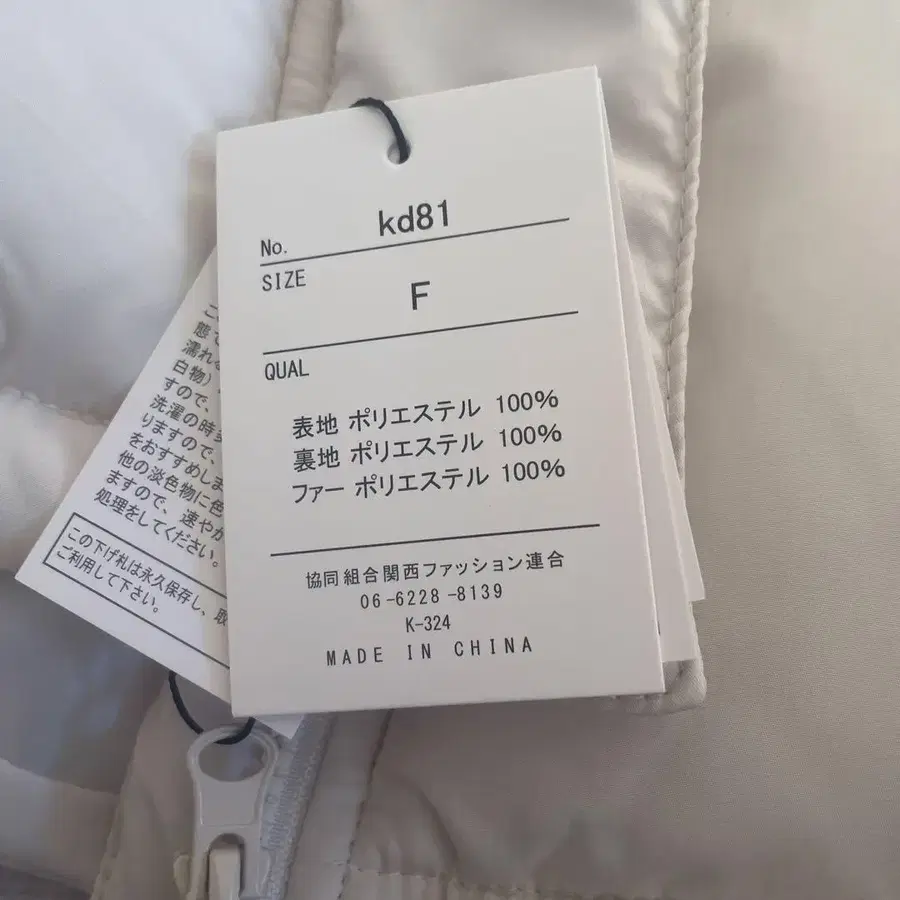 No. kd81
SIZE
F
QUAL
表地 ポリエステル 100%
裏地 ポリエステル 100%
ファー ポリエステル 100%
協同組合関西ファッション連合
06-6228-8139
K-324
MADE IN CHINA
こ
態で
濡れる
白物）
すので、
洗濯の時
りますので、
をおすすめしま
他の淡色物に色
ますので、速やか
処理をしてください。
この下げ札は永久保存し、取
ご利用して下さい。